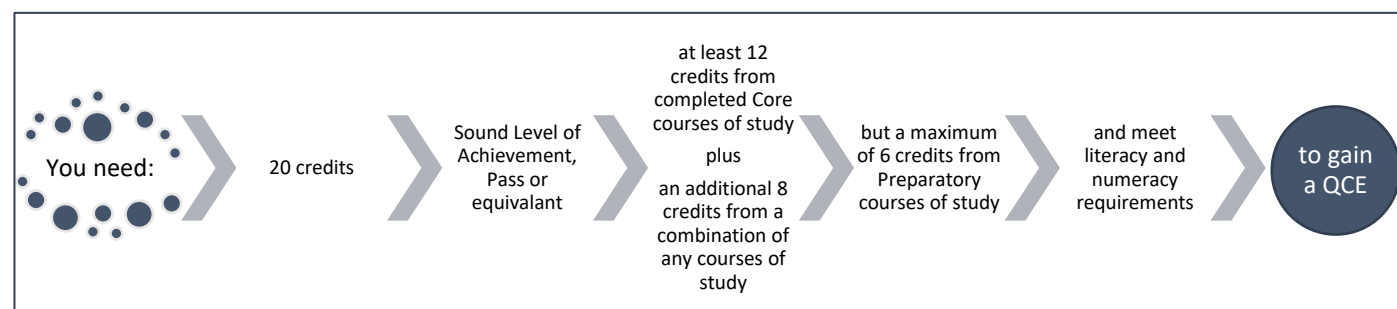 You need:
20 credits
Sound Level of
Achievement,
Pass or
equivalant
at least 12
credits from
completed Core
courses of study
plus
an additional 8
credits from a
combination of
any courses of
study
but a maximum
of 6 credits from
Preparatory
courses of study
and meet
literacy and
numeracy
requirements
to gain
a QCE